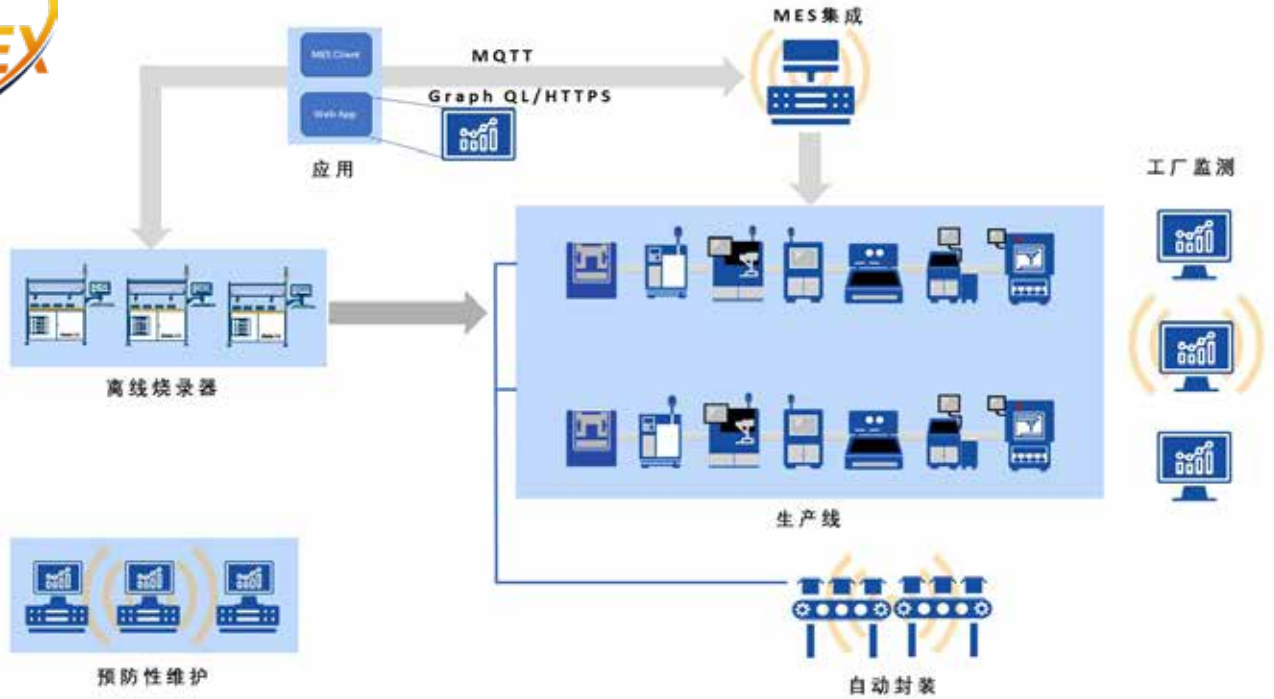 EX
MES集成
MES Client
MQTT
Graph QL/HTTPS
Web App
应用
工厂监测
离线烧录器
生产线
预防性维护
自动封装